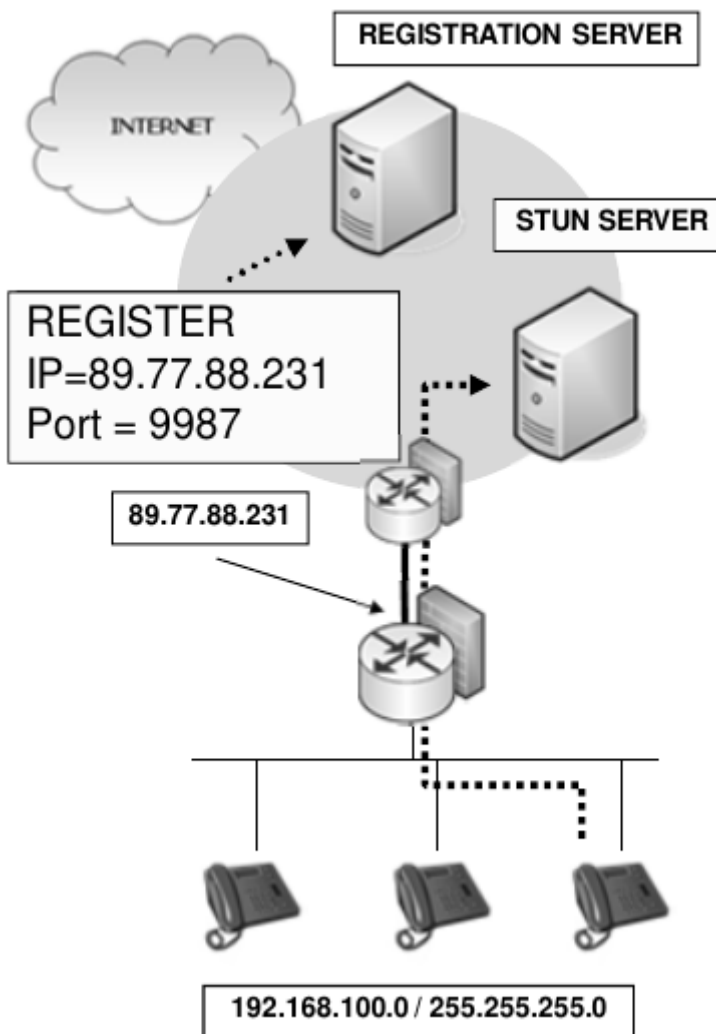 REGISTRATION SERVER
INTERNET
STUN SERVER
REGISTER
IP=89.77.88.231
Port = 9987
89.77.88.231
192.168.100.0 / 255.255.255.0